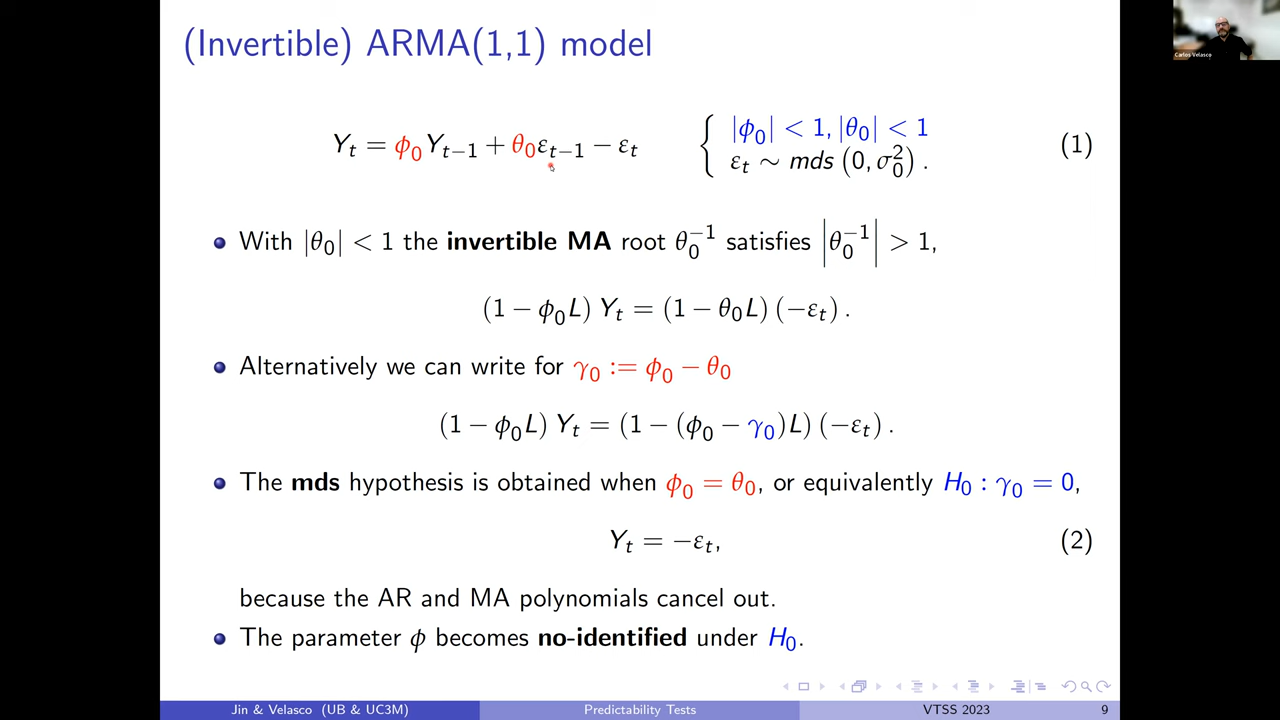 Carlos Velasco
(Invertible) ARMA(1,1) model
Y_t = ϕ_0 Y_{t−1} + θ_0 ε_{t−1} − ε_t { |ϕ_0| < 1, |θ_0| < 1 (1)
ε_t ∼ mds (0, σ_0^2) .
With |θ_0| < 1 the invertible MA root θ_0^{−1} satisfies |θ_0^{−1}| > 1,
(1 − ϕ_0 L) Y_t = (1 − θ_0 L) (−ε_t) .
Alternatively we can write for γ_0 := ϕ_0 − θ_0
(1 − ϕ_0 L) Y_t = (1 − (ϕ_0 − γ_0)L) (−ε_t) .
The mds hypothesis is obtained when ϕ_0 = θ_0, or equivalently H_0 : γ_0 = 0,
Y_t = −ε_t, (2)
because the AR and MA polynomials cancel out.
The parameter ϕ becomes no-identified under H_0.
Jin & Velasco (UB & UC3M) Predictability Tests VTSS 2023 9